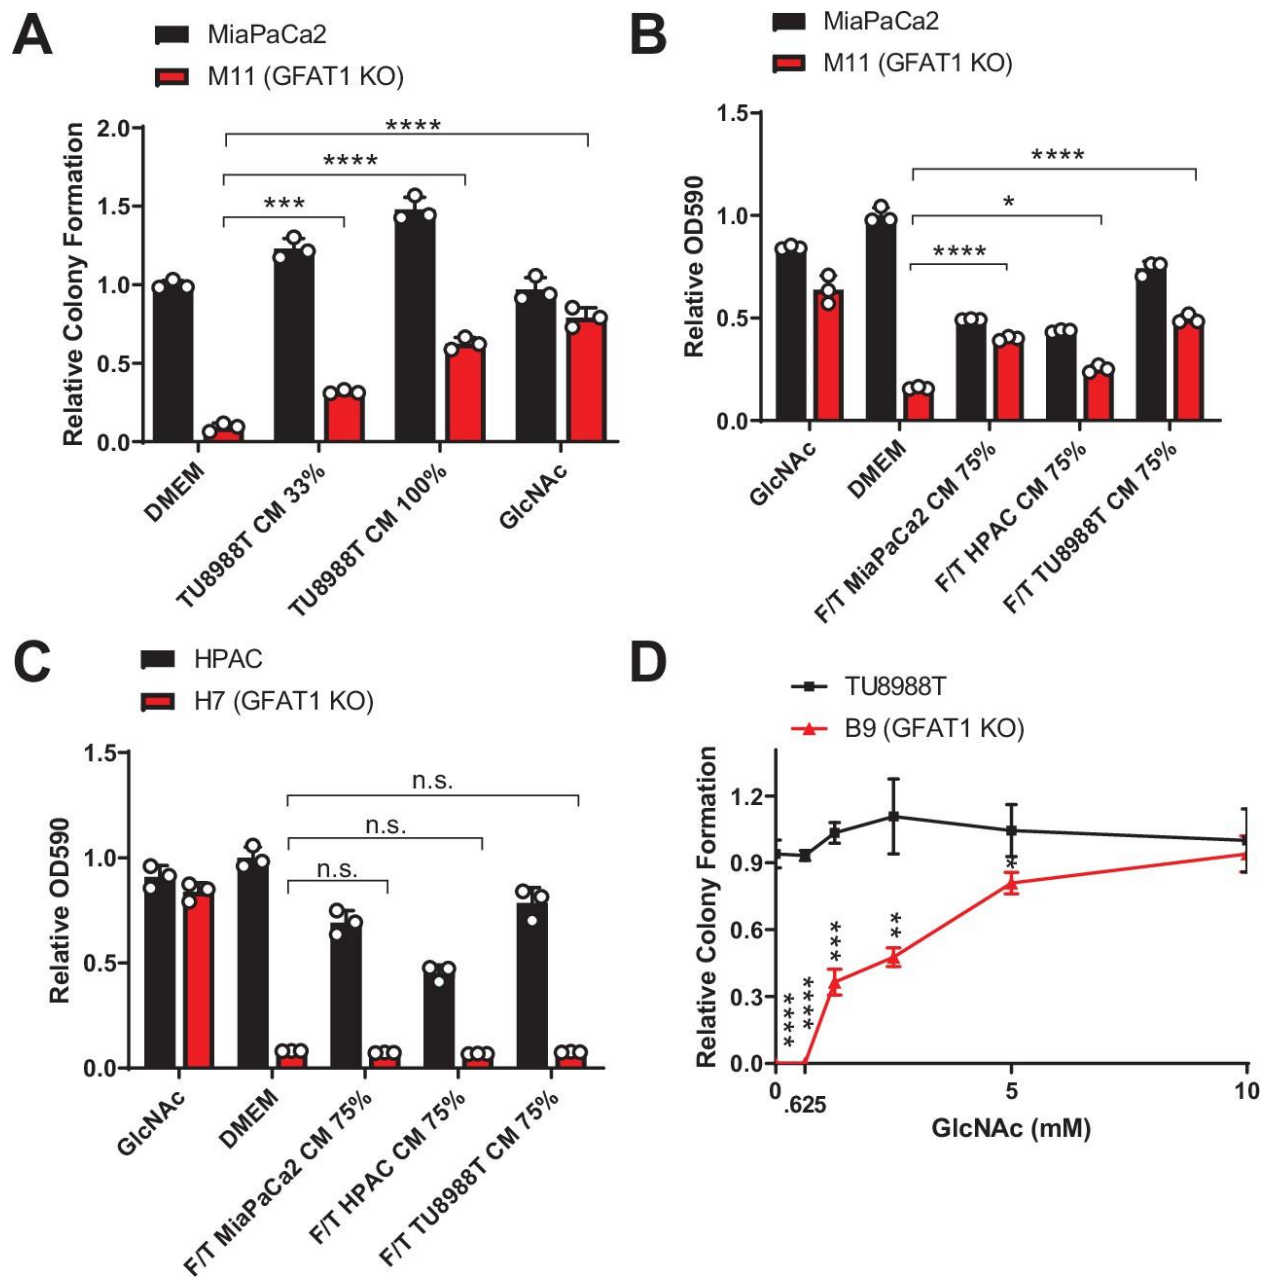 A
MiaPaCa2
M11 (GFAT1 KO)
Relative Colony Formation
2.0
1.5
1.0
0.5
0.0
****
****
***
DMEM
TU8988T CM 33%
TU8988T CM 100%
GlcNAc
B
MiaPaCa2
M11 (GFAT1 KO)
Relative OD590
1.5
1.0
0.5
0.0
****
*
****
GlcNAc
DMEM
F/T MiaPaCa2 CM 75%
F/T HPAC CM 75%
F/T TU8988T CM 75%
C
HPAC
H7 (GFAT1 KO)
Relative OD590
1.5
1.0
0.5
0.0
n.s.
n.s.
n.s.
GlcNAc
DMEM
F/T MiaPaCa2 CM 75%
F/T HPAC CM 75%
F/T TU8988T CM 75%
D
TU8988T
B9 (GFAT1 KO)
Relative Colony Formation
1.2
0.9
0.6
0.3
0.0
****
****
***
**
*
0
.625
5
10
GlcNAc (mM)